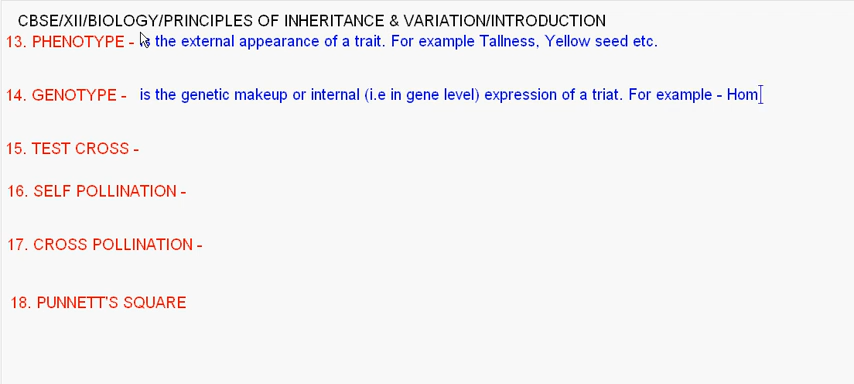 CBSE/XII/BIOLOGY/PRINCIPLES OF INHERITANCE & VARIATION/INTRODUCTION
13. PHENOTYPE - is the external appearance of a trait. For example Tallness, Yellow seed etc.
14. GENOTYPE - is the genetic makeup or internal (i.e in gene level) expression of a triat. For example - Hom
15. TEST CROSS -
16. SELF POLLINATION -
17. CROSS POLLINATION -
18. PUNNETT'S SQUARE